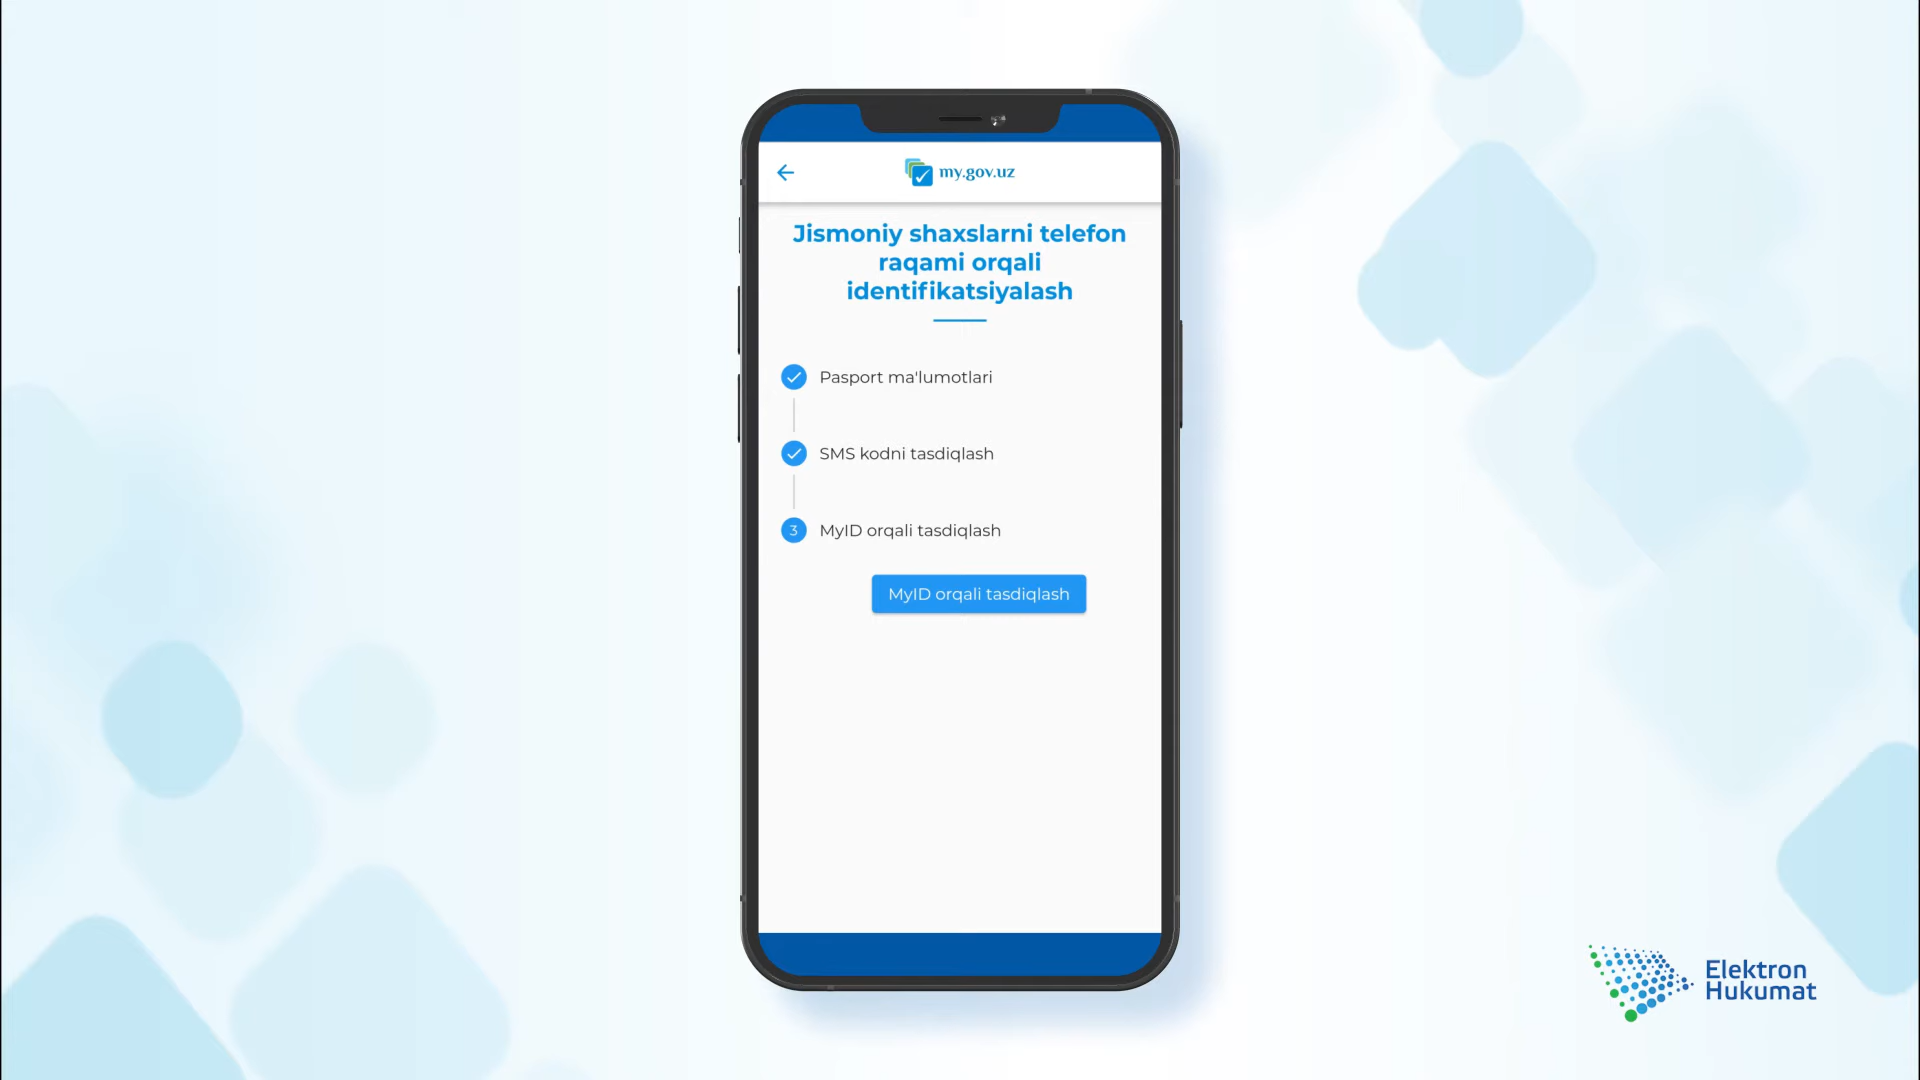 my.gov.uz
Jismoniy shaxslarni telefon
raqami orqali
identifikatsiyalash
Pasport ma'lumotlari
SMS kodni tasdiqlash
3 MyID orqali tasdiqlash
MyID orqali tasdiqlash
Elektron
Hukumat